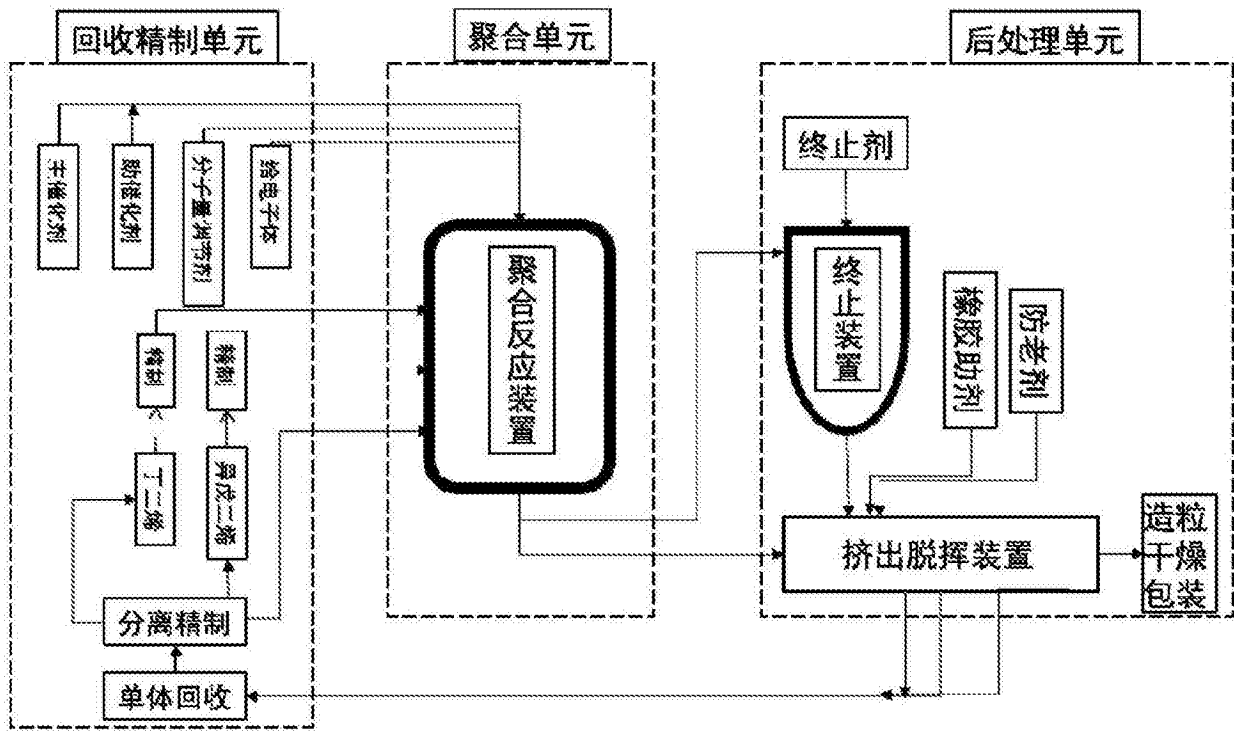 回收精制单元
聚合单元
后处理单元
主催化剂
助催化剂
分子量调节剂
给电子体
终止剂
聚合反应装置
终止装置
橡胶助剂
防老剂
精制
精制
丁二烯
异戊二烯
分离精制
单体回收
挤出脱挥装置
造粒
干燥
包装